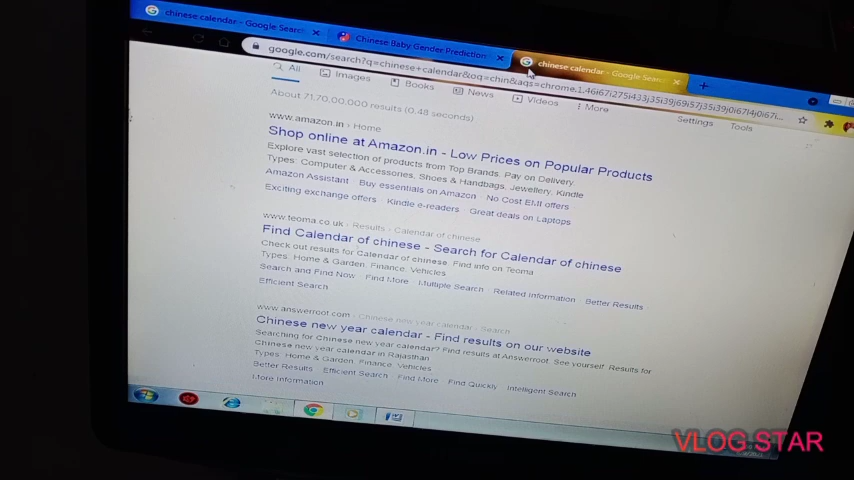 chinese calendar - Google Search
Chinese Baby Gender Prediction
chinese calendar - Google Search
google.com/search?q=chinese+calendar&oq=chin&aqs=chrome.1.46i67i275i433j35i39j69i57j35i39j0i67l4j0i67i...
All
Images
Books
News
Videos
More
Settings
Tools
About 71,70,00,000 results (0.48 seconds)
www.amazon.in › Home
Shop online at Amazon.in - Low Prices on Popular Products
Explore vast selection of products from Top Brands. Pay on Delivery.
Types: Computer & Accessories, Shoes & Handbags, Jewellery, Kindle
Amazon Assistant · Buy essentials on Amazon · No Cost EMI offers
Exciting exchange offers · Kindle e-readers · Great deals on Laptops
www.teoma.co.uk · Results · Calendar of chinese
Find Calendar of chinese - Search for Calendar of chinese
Check out results for Calendar of chinese. Find info on Teoma
Types: Home & Garden, Finance, Vehicles
Search and Find Now · Find More · Multiple Search · Related Information · Better Results
Efficient Search
www.answerroot.com · Chinese new year calendar · Search
Chinese new year calendar - Find results on our website
Searching for Chinese new year calendar? Find results at Answerroot. See yourself. Results for
Chinese new year calendar in Rajasthan
Types: Home & Garden, Finance, Vehicles
Better Results · Efficient Search · Find More · Find Quickly · Intelligent Search
More Information
VLOG STAR